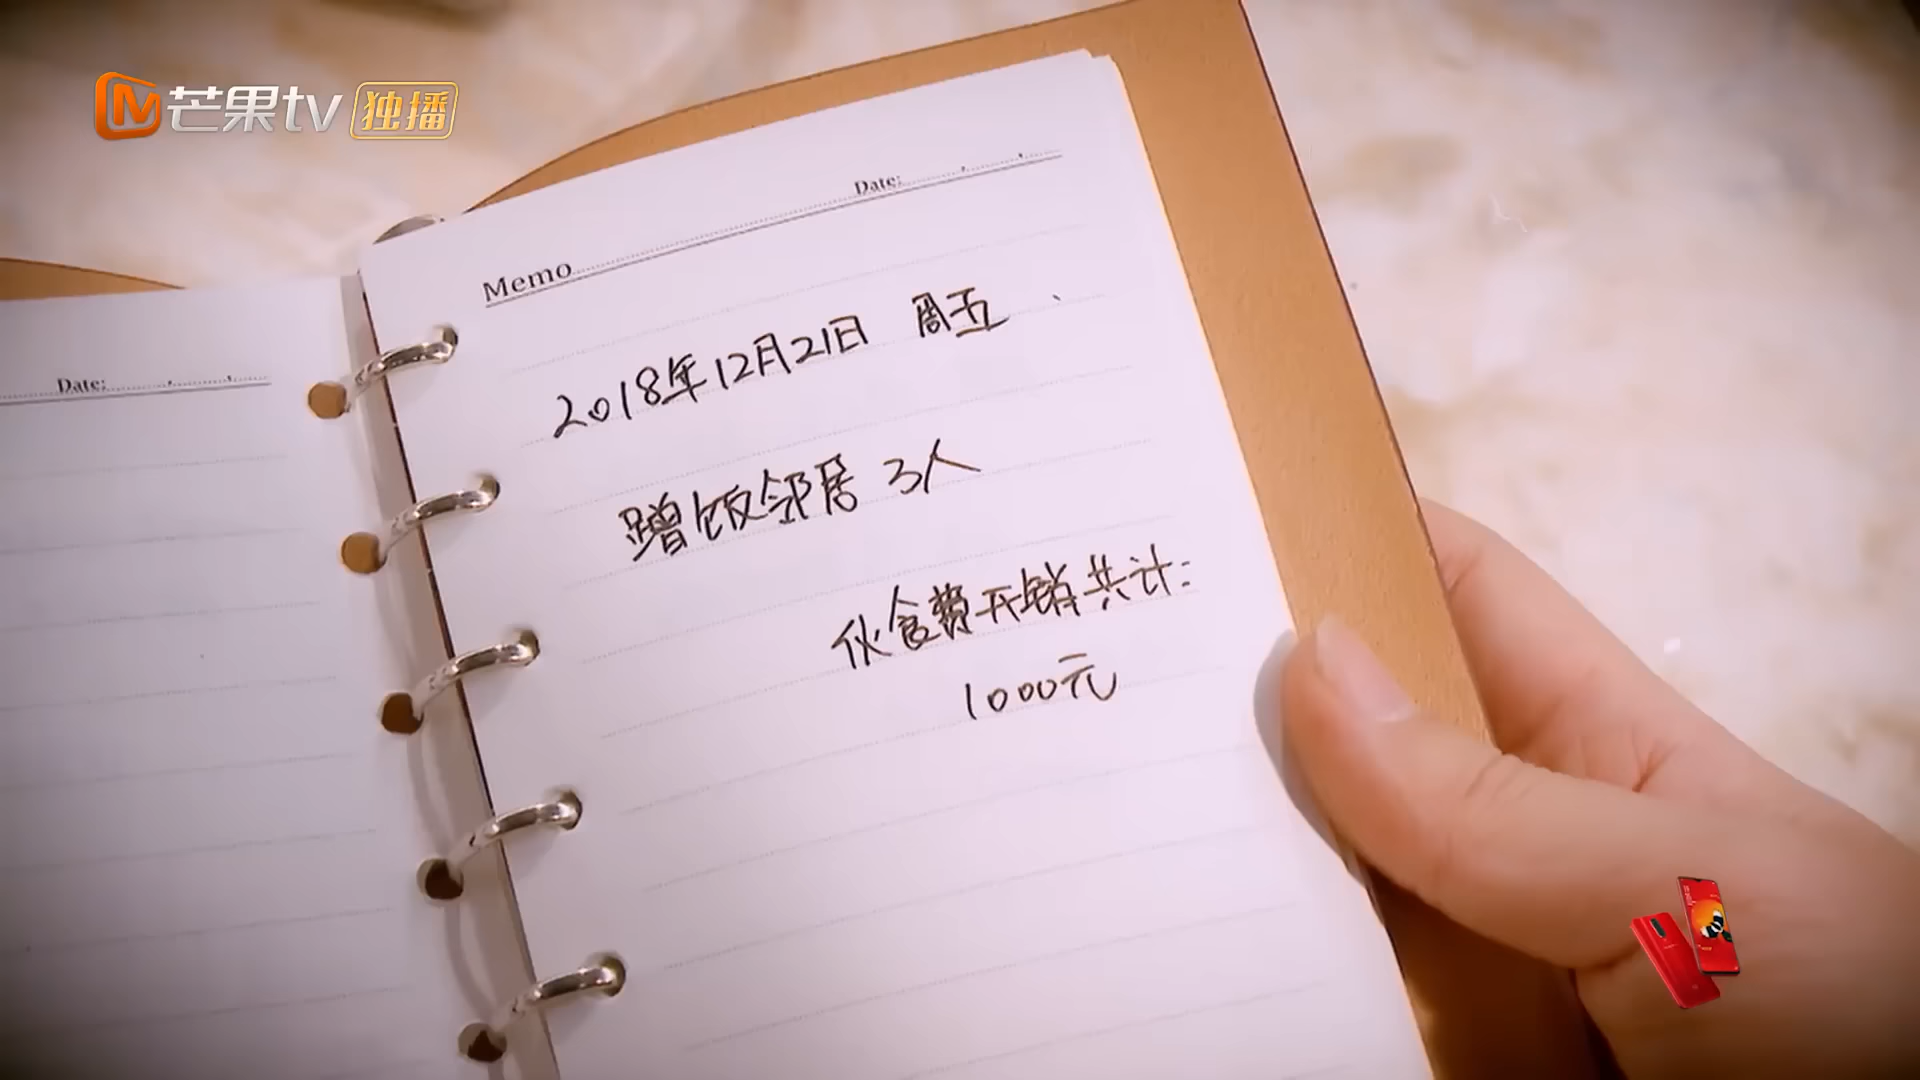 芒果tv 独播
Date:
Memo
Date:
2018年12月21日 周五
蹭饭邻居 3人
伙食费开销共计:
1000元